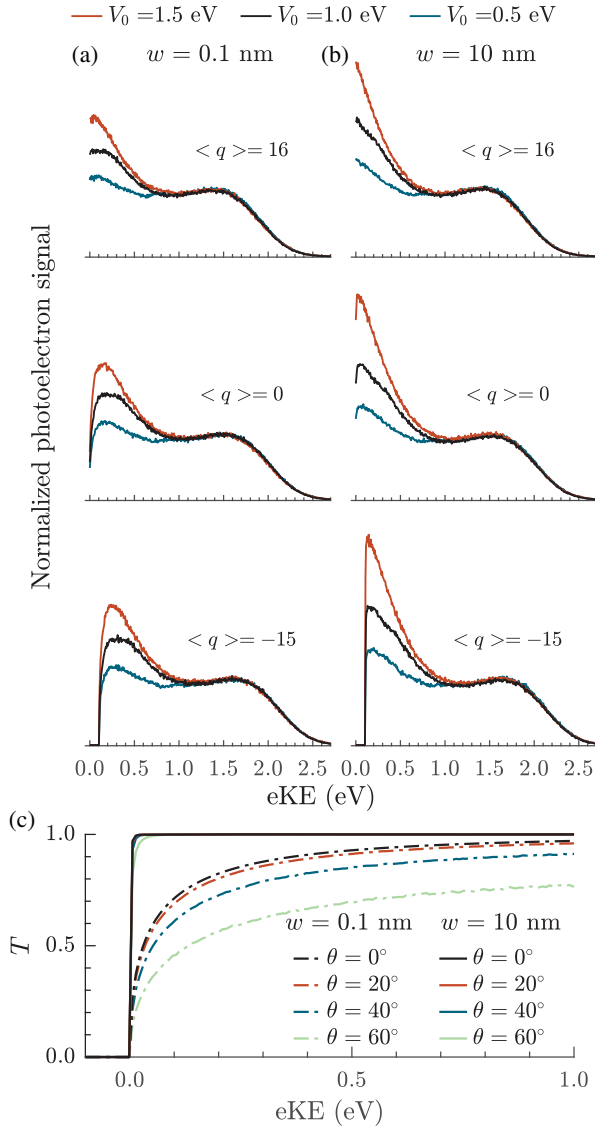 V₀ =1.5 eV V₀ =1.0 eV V₀ =0.5 eV
(a) w = 0.1 nm (b) w = 10 nm
< q >= 16 < q >= 16
Normalized photoelectron signal
< q >= 0 < q >= 0
< q >= −15 < q >= −15
0.0 0.5 1.0 1.5 2.0 2.5 0.0 0.5 1.0 1.5 2.0 2.5
eKE (eV)
(c)
1.0
T
0.5
w = 0.1 nm w = 10 nm
θ = 0° θ = 0°
θ = 20° θ = 20°
θ = 40° θ = 40°
θ = 60° θ = 60°
0.0
0.0 0.5 1.0
eKE (eV)